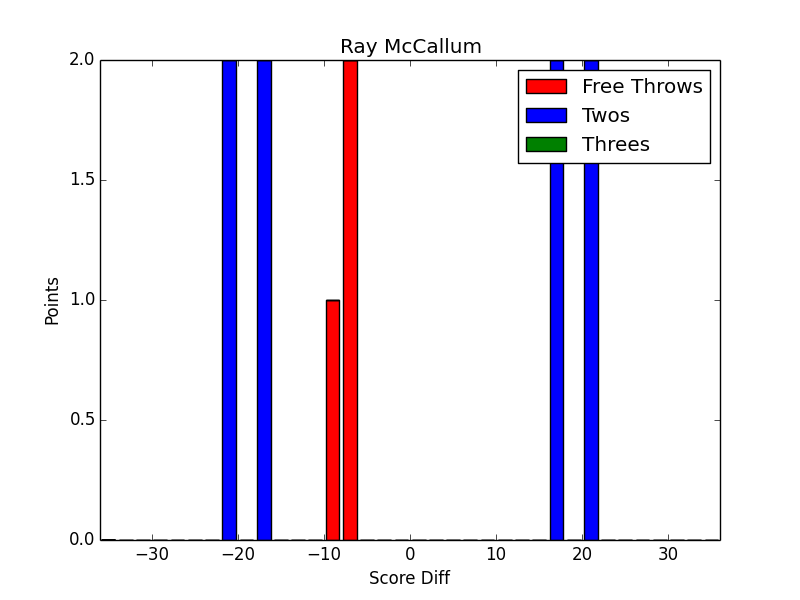 Ray McCallum
Free Throws
Twos
Threes
Points
2.0
1.5
1.0
0.5
0.0
−30 −20 −10 0 10 20 30
Score Diff